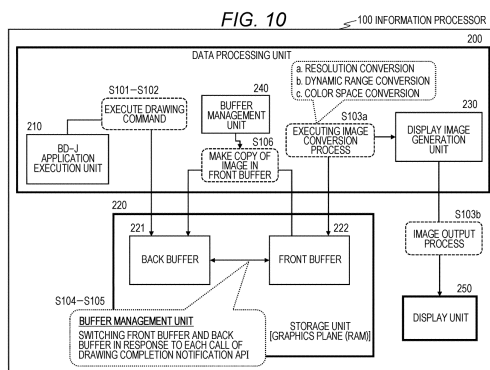 FIG. 10
100 INFORMATION PROCESSOR
200
DATA PROCESSING UNIT
a. RESOLUTION CONVERSION
b. DYNAMIC RANGE CONVERSION
c. COLOR SPACE CONVERSION
S101-S102
EXECUTE DRAWING
COMMAND
240
BUFFER
MANAGEMENT
UNIT
S103a
EXECUTING IMAGE
CONVERSION
PROCESS
230
DISPLAY IMAGE
GENERATION
UNIT
210
BD-J
APPLICATION
EXECUTION UNIT
S106
MAKE COPY OF
IMAGE IN
FRONT BUFFER
220
221
BACK BUFFER
222
FRONT BUFFER
S103b
IMAGE OUTPUT
PROCESS
250
DISPLAY UNIT
S104-S105
BUFFER MANAGEMENT UNIT
SWITCHING FRONT BUFFER AND BACK
BUFFER IN RESPONSE TO EACH CALL OF
DRAWING COMPLETION NOTIFICATION API
STORAGE UNIT
[GRAPHICS PLANE (RAM)]